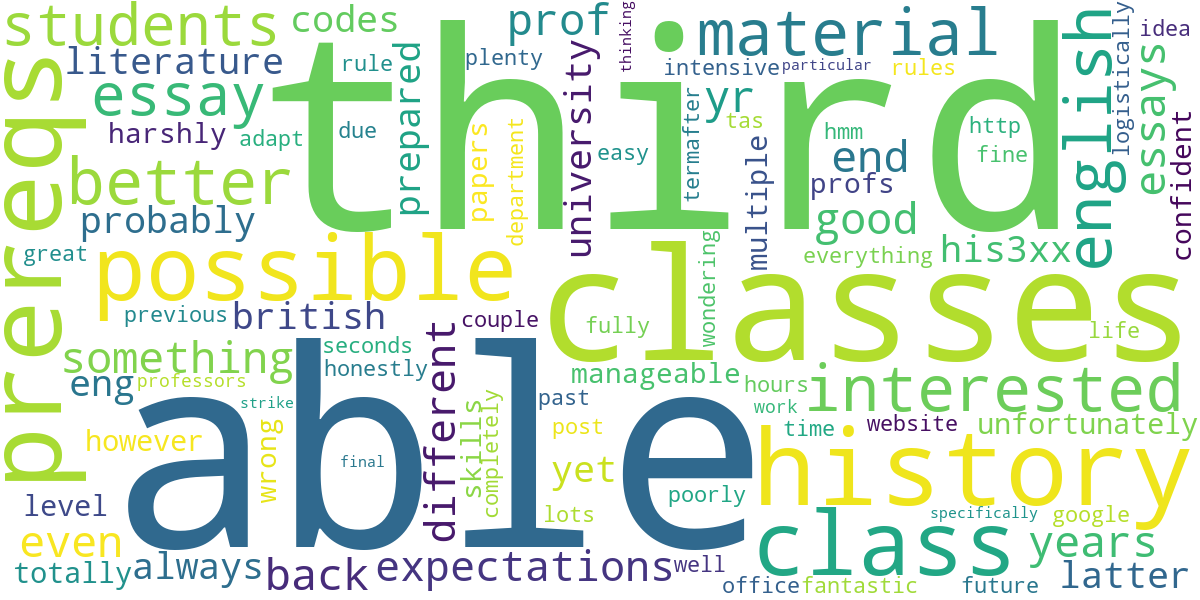 students
codes
prof
thinking
material
third
english
logistically
idea
prereqs
literature
rule
prepared
plenty
university
intensive
particular
rules
essays
essay
yr
harshly
adapt
due
papers
department
easy
termafter
tas
multiple
hmm
end
http
fine
confident
better
probably
profs
good
his3xx
great
possible
wondering
everything
classes
previous
british
couple
fully
life
something
seconds
honestly
different
manageable
hours
interested
eng
professors
able
strike
skills
completely
past
work
time
website
unfortunately
however
wrong
final
post
history
yet
poorly
level
lots
class
specifically
google
even
years
totally
always
back
expectations
well
office
fantastic
future
latter